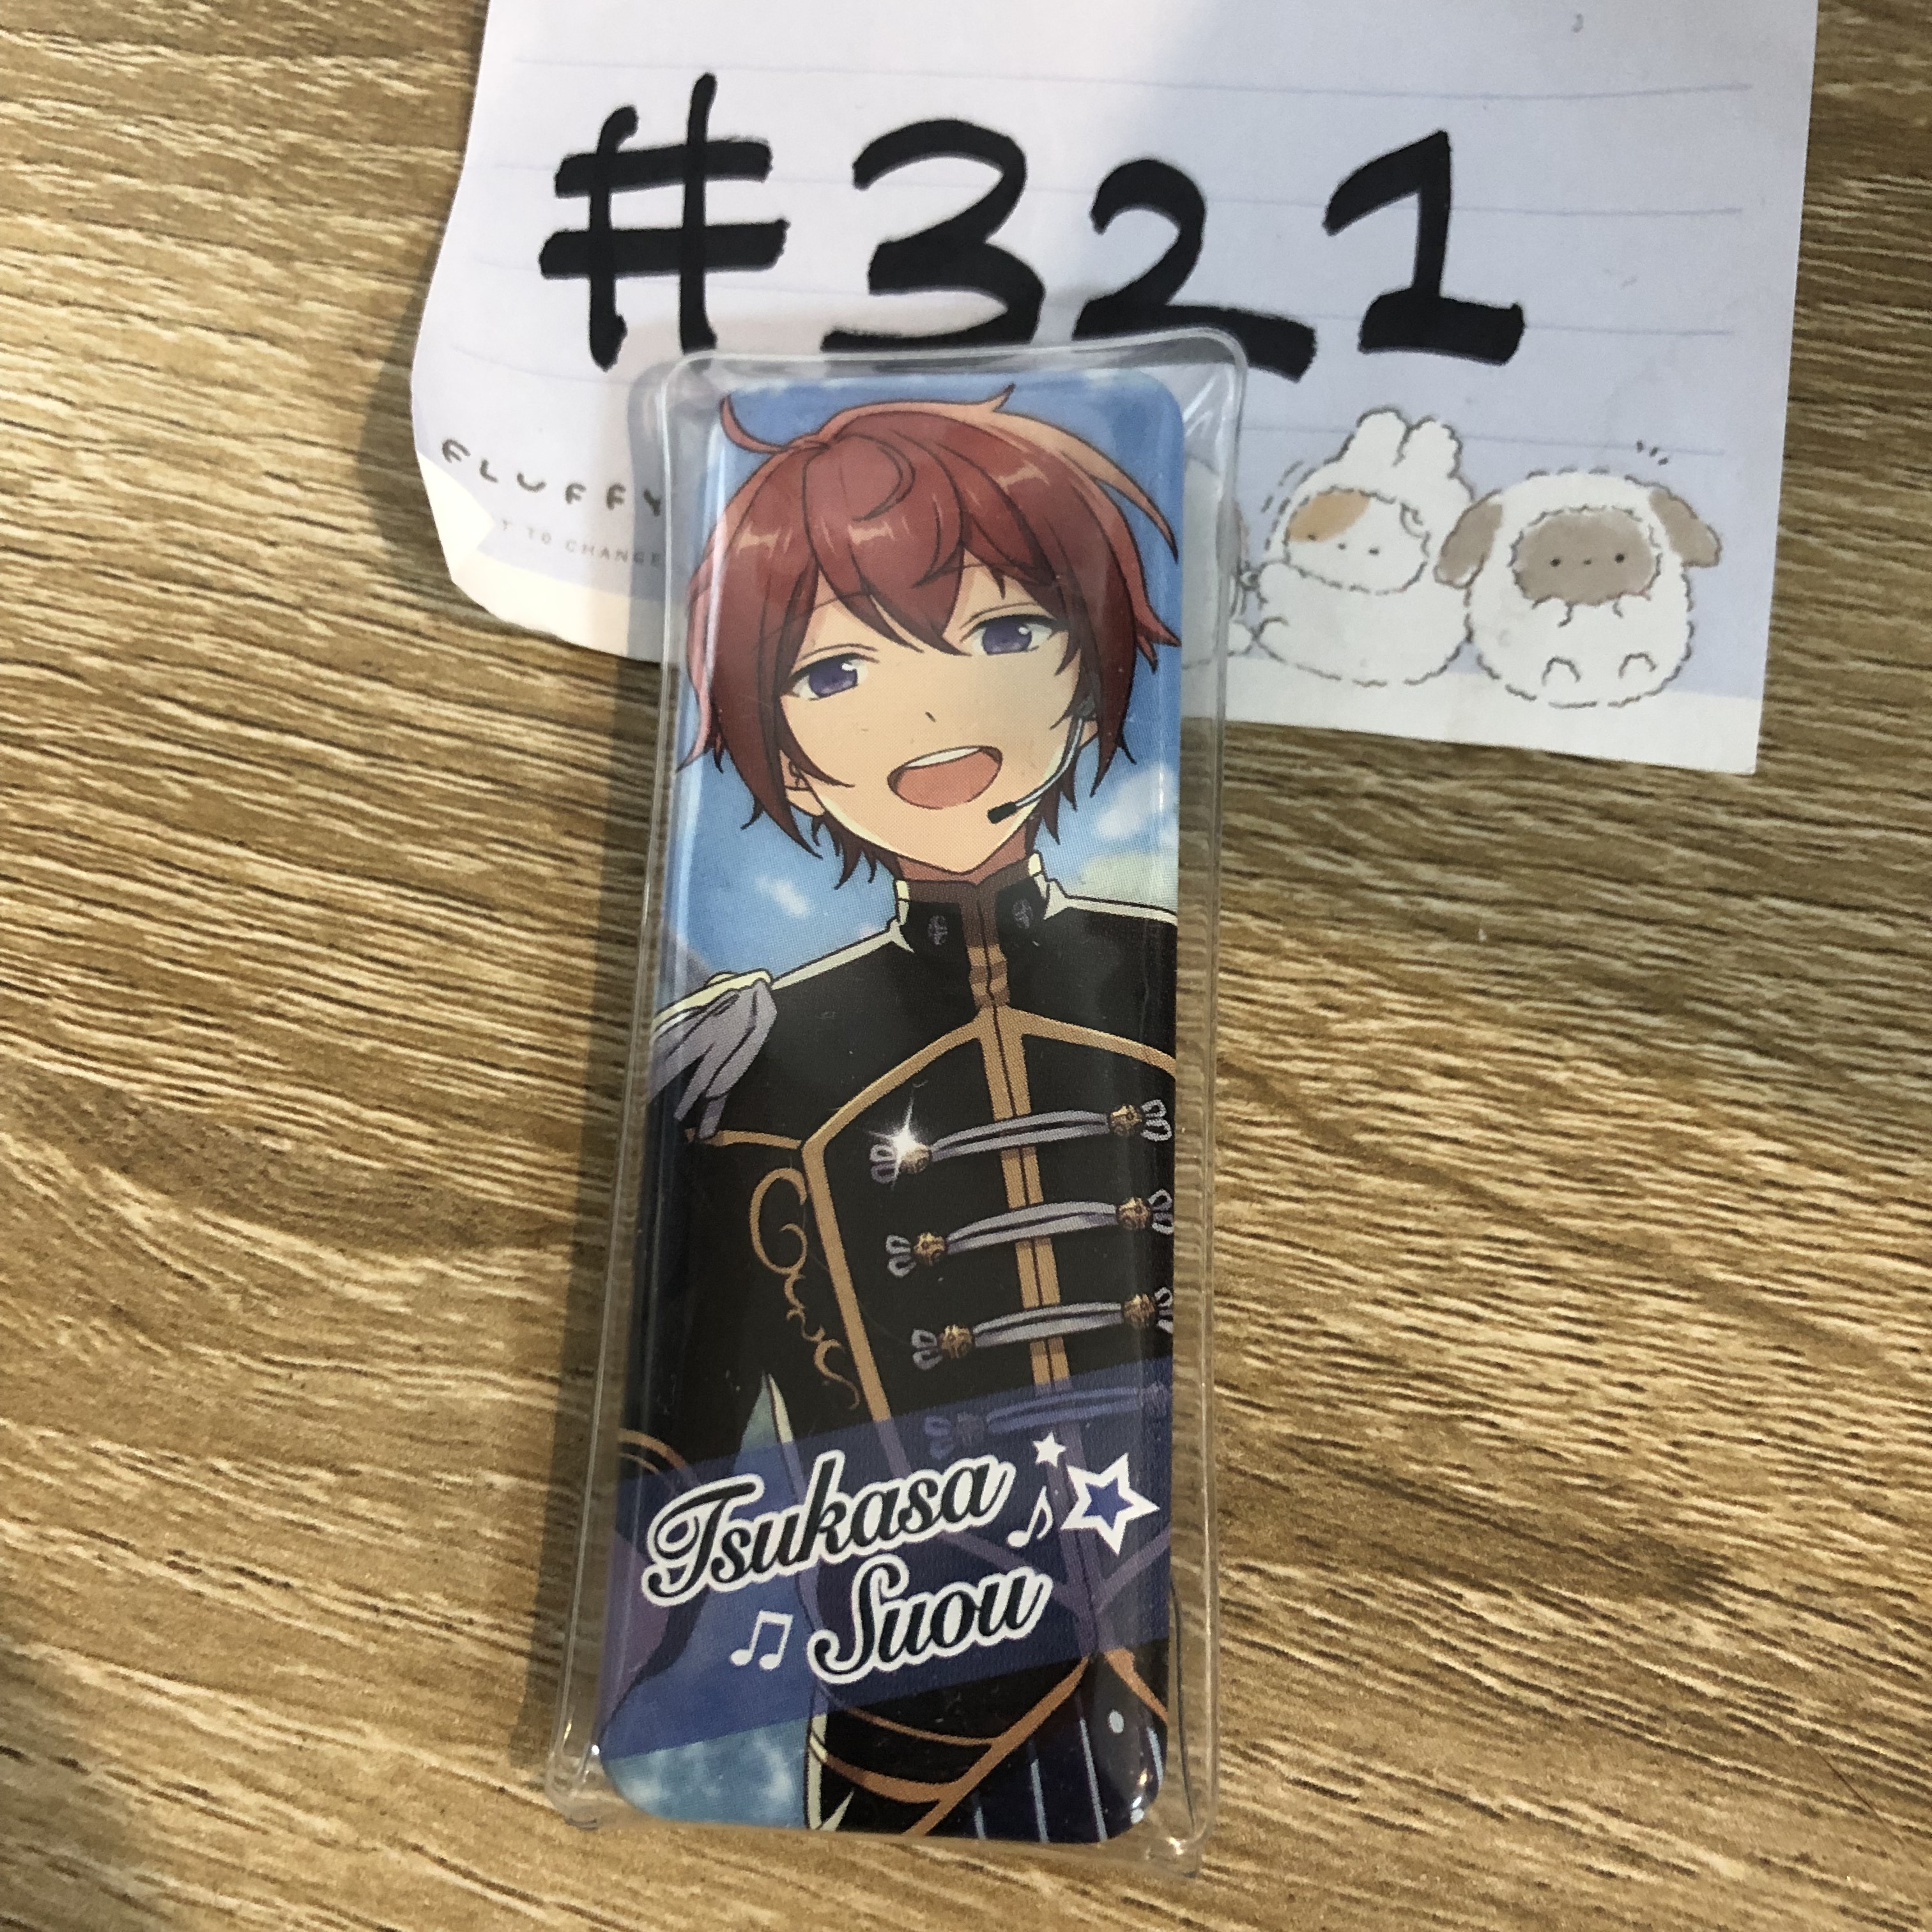 #321
FLUFFY
TO CHANGE
Tsukasa
Suou